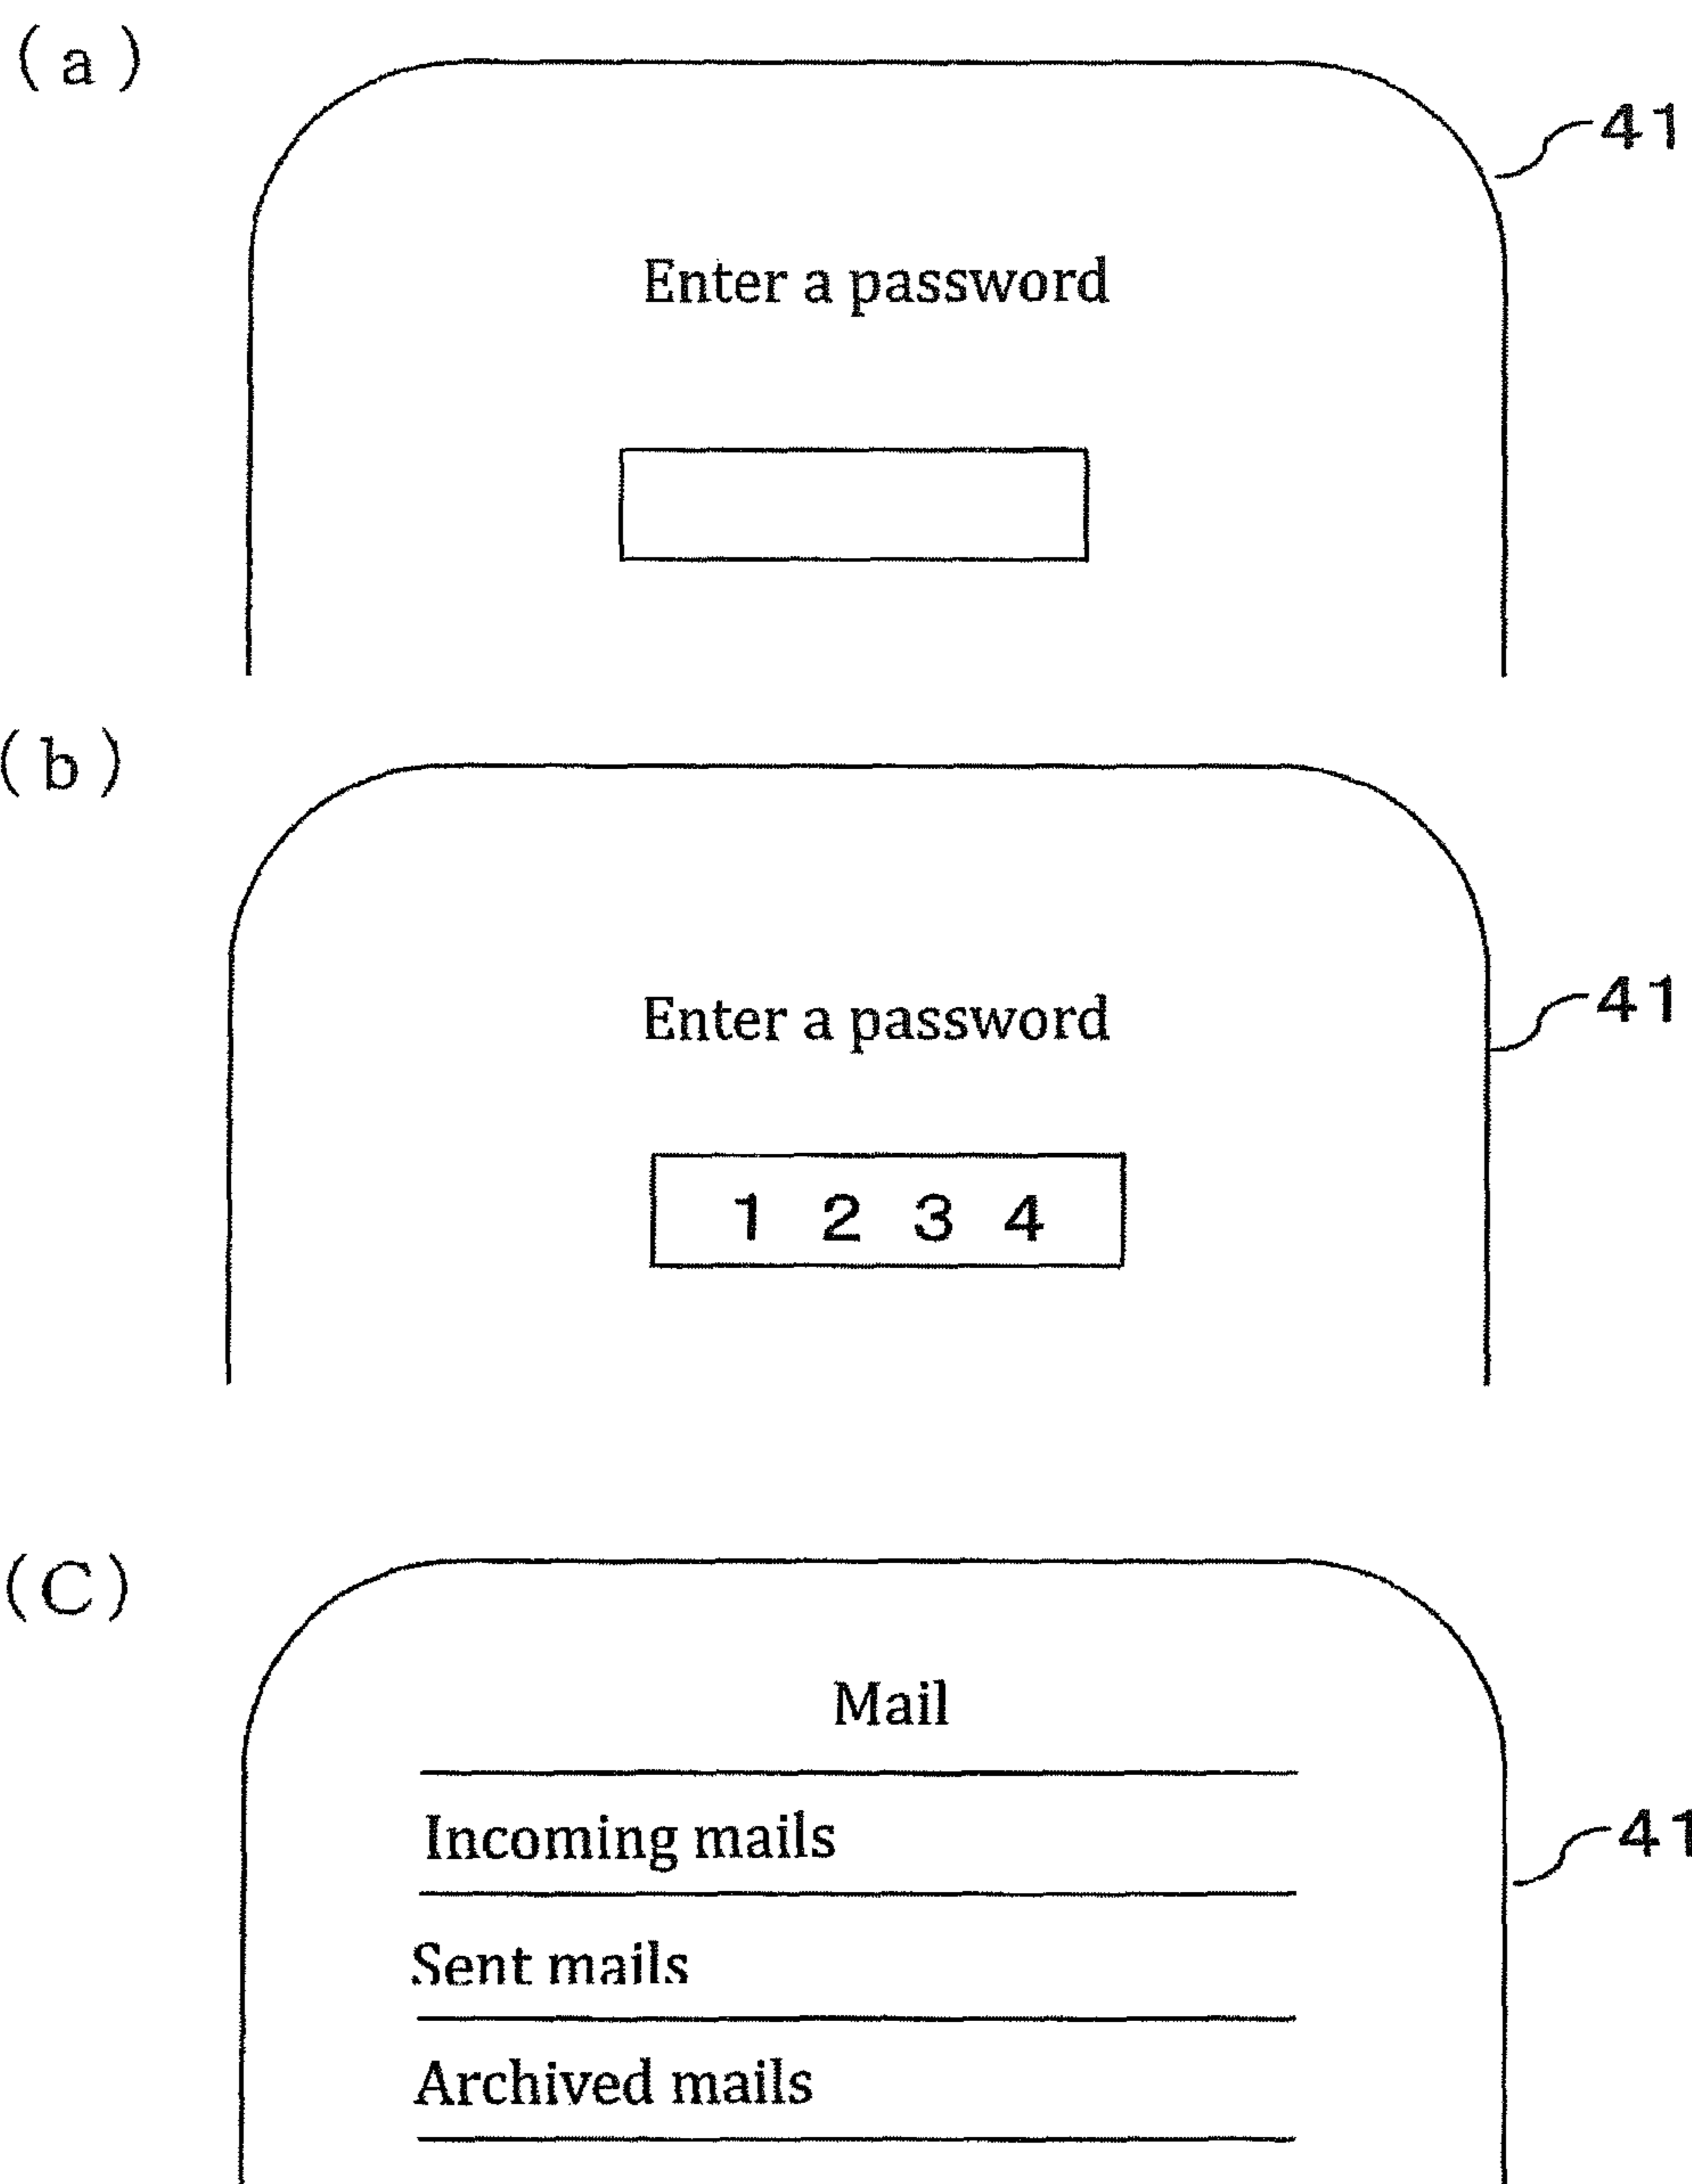 (a)
41
Enter a password
(b)
Enter a password
41
1 2 3 4
(C)
Mail
Incoming mails
41
Sent mails
Archived mails